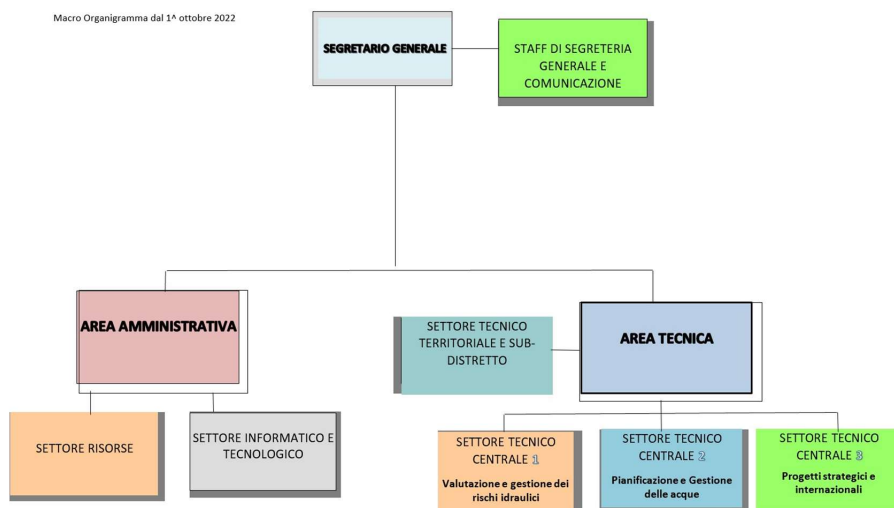 Macro Organigramma dal 1^ ottobre 2022
SEGRETARIO GENERALE
STAFF DI SEGRETERIA
GENERALE E
COMUNICAZIONE
AREA AMMINISTRATIVA
SETTORE TECNICO
TERRITORIALE E SUB-
DISTRETTO
AREA TECNICA
SETTORE RISORSE
SETTORE INFORMATICO E
TECNOLOGICO
SETTORE TECNICO
CENTRALE 1
Valutazione e gestione dei
rischi idraulici
SETTORE TECNICO
CENTRALE 2
Pianificazione e Gestione
delle acque
SETTORE TECNICO
CENTRALE 3
Progetti strategici e
internazionali